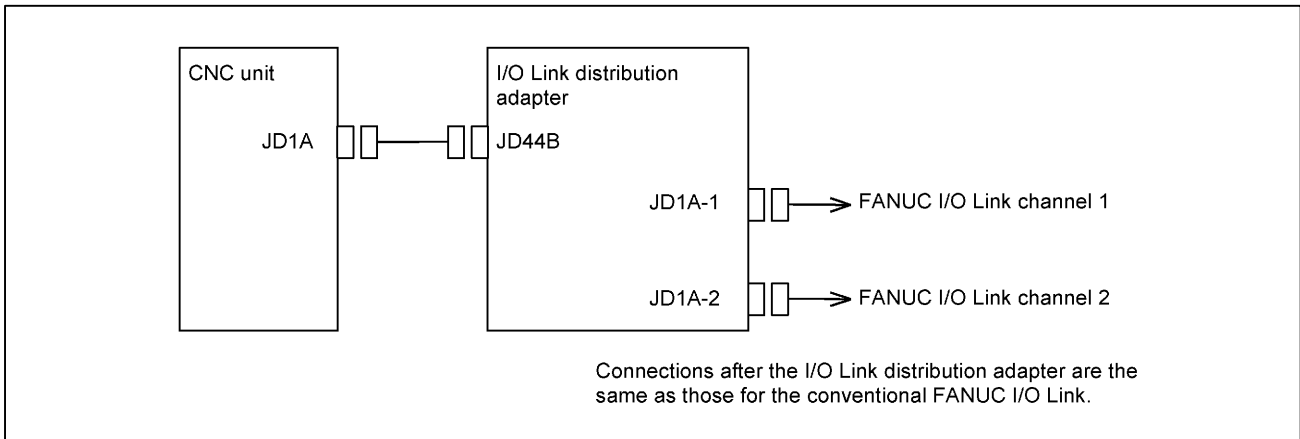 CNC unit
I/O Link distribution
adapter
JD1A
JD44B
JD1A-1
FANUC I/O Link channel 1
JD1A-2
FANUC I/O Link channel 2
Connections after the I/O Link distribution adapter are the
same as those for the conventional FANUC I/O Link.